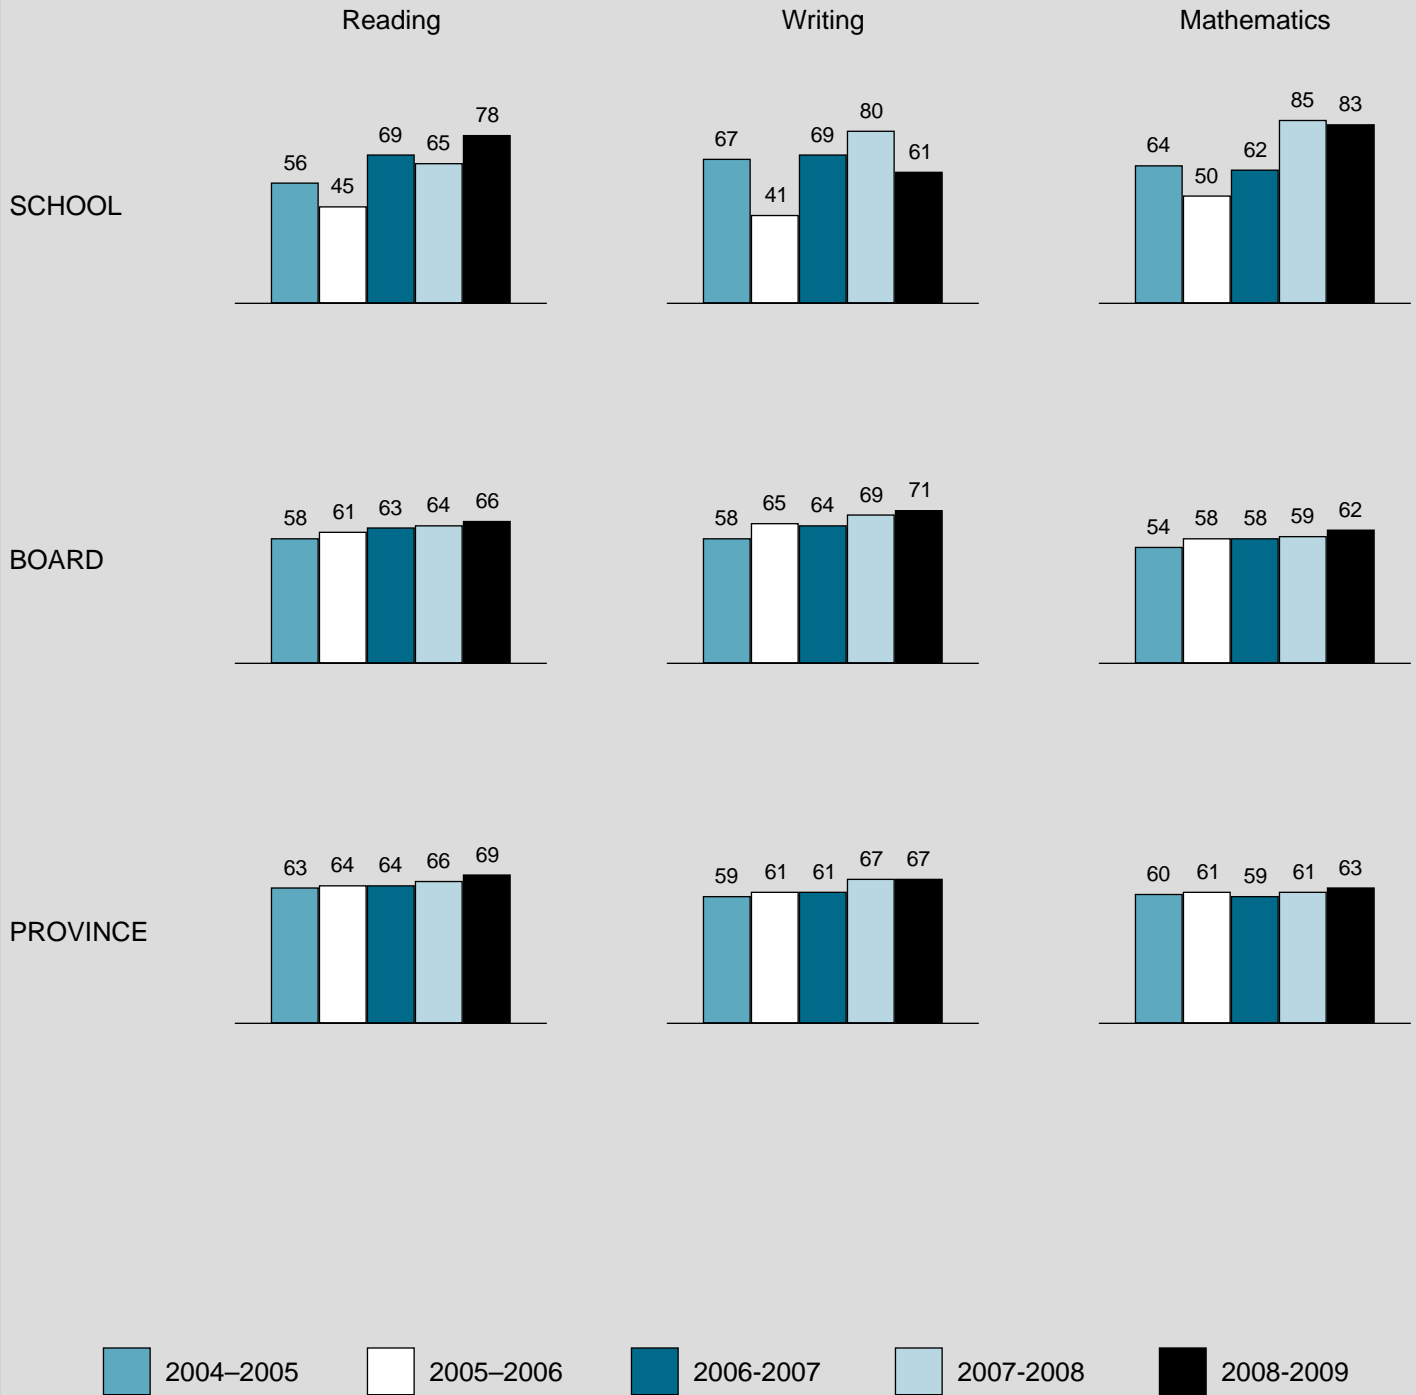 Reading Writing Mathematics
SCHOOL
56 45 69 65 78
67 41 69 80 61
64 50 62 85 83
BOARD
58 61 63 64 66
58 65 64 69 71
54 58 58 59 62
PROVINCE
63 64 64 66 69
59 61 61 67 67
60 61 59 61 63
2004–2005 2005–2006 2006-2007 2007-2008 2008-2009